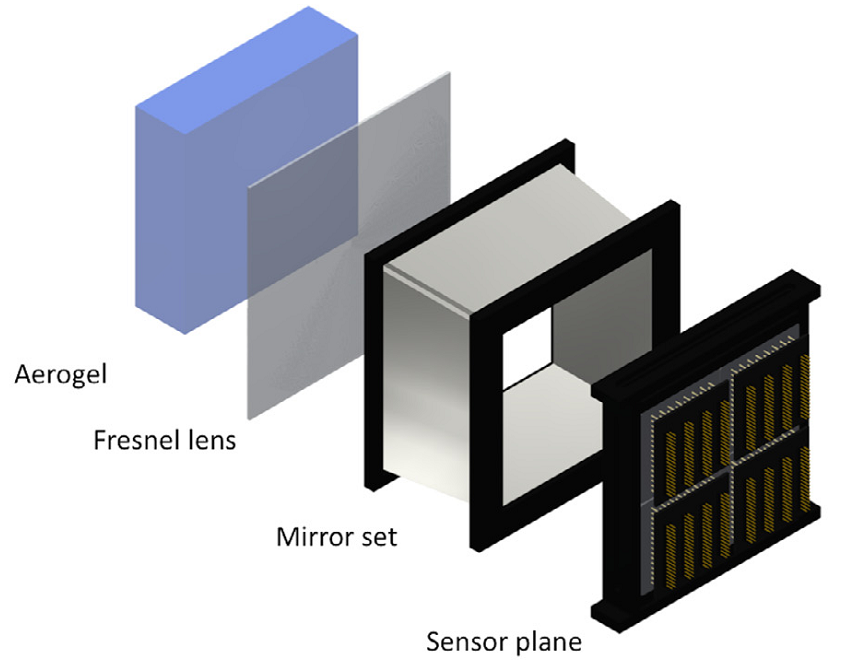 Aerogel
Fresnel lens
Mirror set
Sensor plane